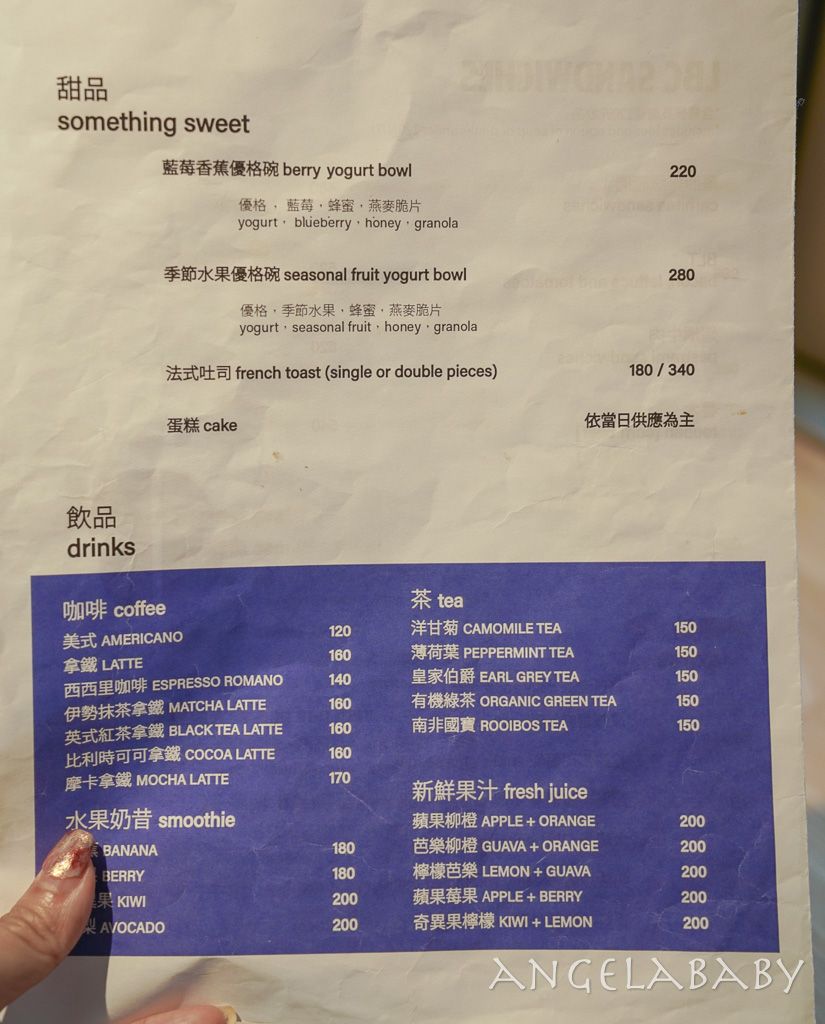 甜品
something sweet
藍莓香蕉優格碗 berry yogurt bowl 220
優格﹐藍莓﹐蜂蜜﹐燕麥脆片
yogurt﹐blueberry﹐honey﹐granola
季節水果優格碗 seasonal fruit yogurt bowl 280
優格﹐季節水果﹐蜂蜜﹐燕麥脆片
yogurt﹐seasonal fruit﹐honey﹐granola
法式吐司 french toast (single or double pieces) 180 / 340
蛋糕 cake 依當日供應為主
飲品
drinks
咖啡 coffee
美式 AMERICANO 120
拿鐵 LATTE 160
西西里咖啡 ESPRESSO ROMANO 140
伊勢抹茶拿鐵 MATCHA LATTE 160
英式紅茶拿鐵 BLACK TEA LATTE 160
比利時可可拿鐵 COCOA LATTE 160
摩卡拿鐵 MOCHA LATTE 170
水果奶昔 smoothie
BANANA 180
BERRY 180
果 KIWI 200
梨 AVOCADO 200
茶 tea
洋甘菊 CAMOMILE TEA 150
薄荷葉 PEPPERMINT TEA 150
皇家伯爵 EARL GREY TEA 150
有機綠茶 ORGANIC GREEN TEA 150
南非國寶 ROOIBOS TEA 150
新鮮果汁 fresh juice
蘋果柳橙 APPLE + ORANGE 200
芭樂柳橙 GUAVA + ORANGE 200
檸檬芭樂 LEMON + GUAVA 200
蘋果莓果 APPLE + BERRY 200
奇異果檸檬 KIWI + LEMON 200
ANGELABABY